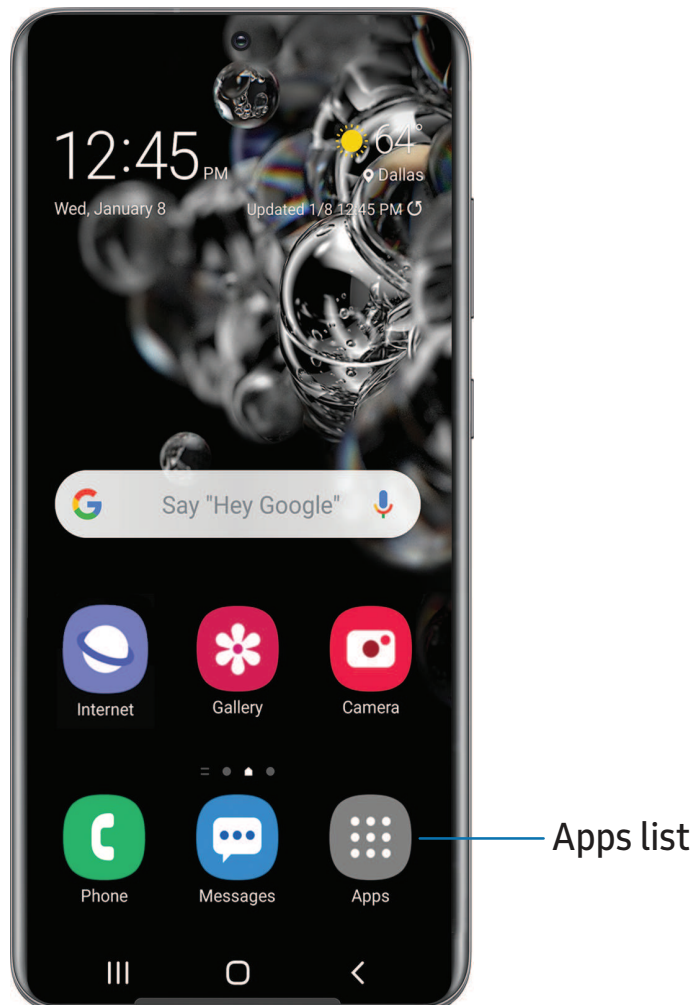 12:45 PM
64°
Dallas
Wed, January 8
Updated 1/8 12:45 PM
Say "Hey Google"
Internet
Gallery
Camera
Phone
Messages
Apps
Apps list